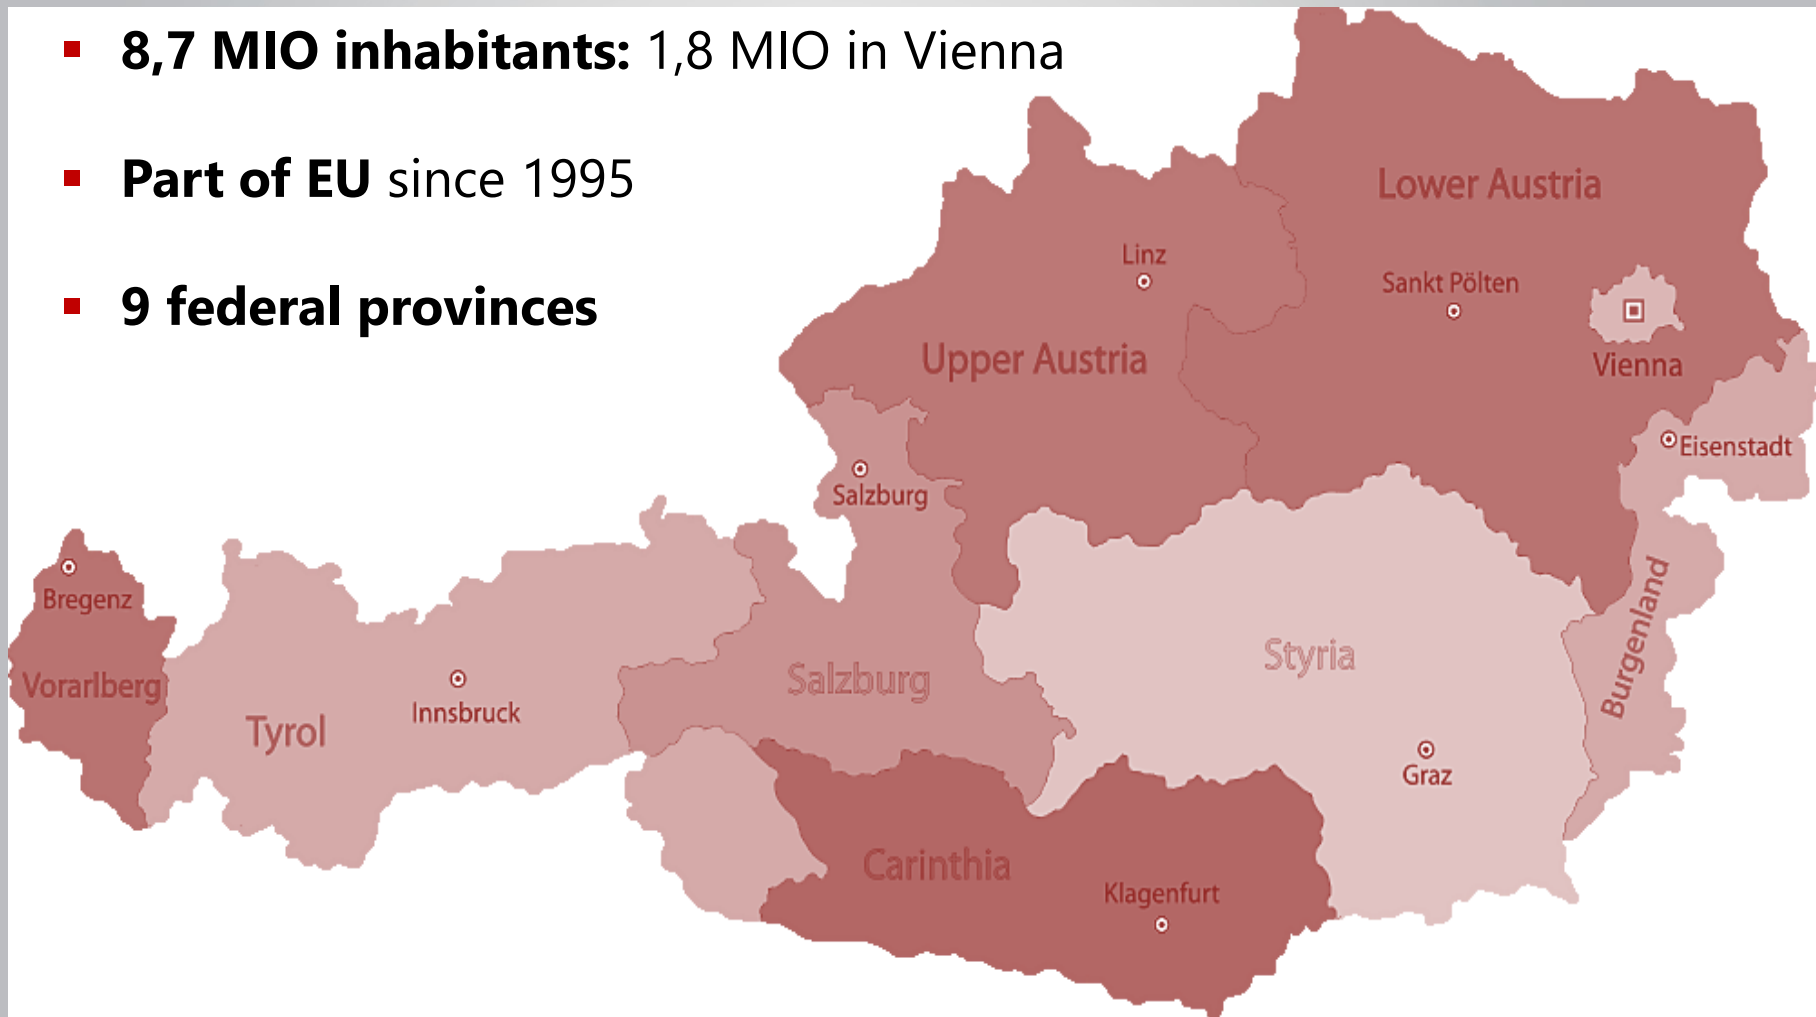 ▪ 8,7 MIO inhabitants: 1,8 MIO in Vienna
▪ Part of EU since 1995
▪ 9 federal provinces
Lower Austria
Linz
Sankt Pölten
Upper Austria
Vienna
Eisenstadt
Salzburg
Bregenz
Burgenland
Styria
Vorarlberg
Salzburg
Innsbruck
Tyrol
Graz
Carinthia
Klagenfurt